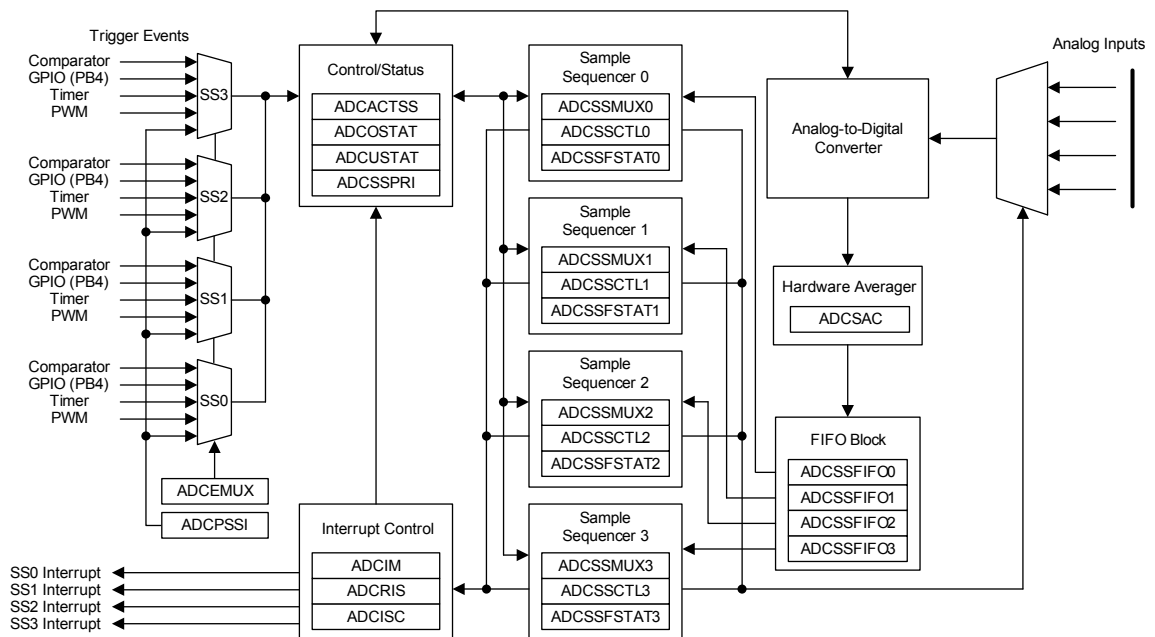 Trigger Events
Comparator
GPIO (PB4)
Timer
PWM
SS3
Comparator
GPIO (PB4)
Timer
PWM
SS2
Comparator
GPIO (PB4)
Timer
PWM
SS1
Comparator
GPIO (PB4)
Timer
PWM
SS0
ADCEMUX
ADCPSSI
Control/Status
ADCACTSS
ADCOSTAT
ADCUSTAT
ADCSSPRI
Interrupt Control
ADCIM
ADCRIS
ADCISC
SS0 Interrupt
SS1 Interrupt
SS2 Interrupt
SS3 Interrupt
Sample
Sequencer 0
ADCSSMUX0
ADCSSCTL0
ADCSSFSTAT0
Sample
Sequencer 1
ADCSSMUX1
ADCSSCTL1
ADCSSFSTAT1
Sample
Sequencer 2
ADCSSMUX2
ADCSSCTL2
ADCSSFSTAT2
Sample
Sequencer 3
ADCSSMUX3
ADCSSCTL3
ADCSSFSTAT3
Analog-to-Digital
Converter
Hardware Averager
ADCSAC
FIFO Block
ADCSSFIFO0
ADCSSFIFO1
ADCSSFIFO2
ADCSSFIFO3
Analog Inputs